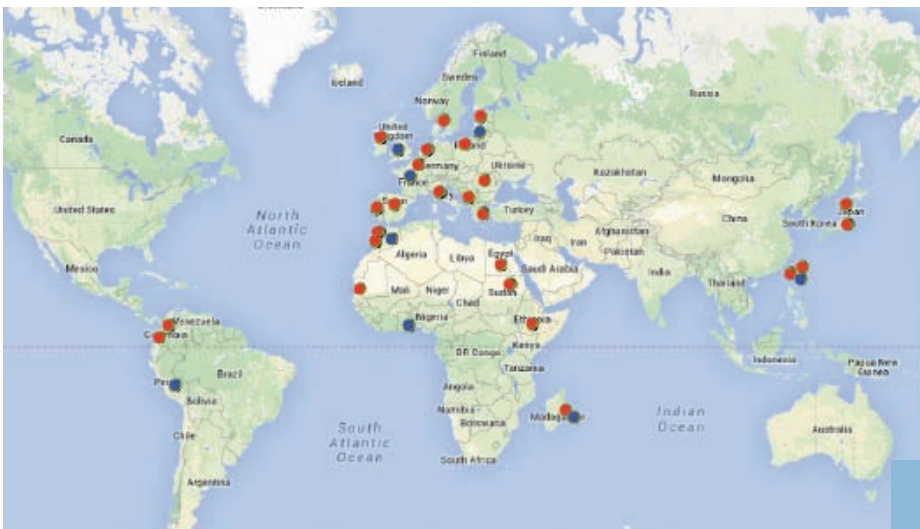 Iceland
Finland
Sweden
Norway
Russia
United
Canada
Germany
Ukraine
France
Kazakhstan
Mongolia
United States
North
Atlantic
Ocean
Turkey
China
South Korea
Japan
Algeria
Libya
Egypt
Iraq
Iran
Afghanistan
Pakistan
Saudi Arabia
India
Mexico
Mali
Niger
Chad
Sudan
Thailand
Venezuela
Nigeria
Ethiopia
DR Congo
Kenya
Indonesia
Papua New
Guinea
Brazil
Tanzania
Bolivia
Angola
Namibia
Botswana
Chile
South
Atlantic
Ocean
Indian
Ocean
Australia
South Africa
Argentina